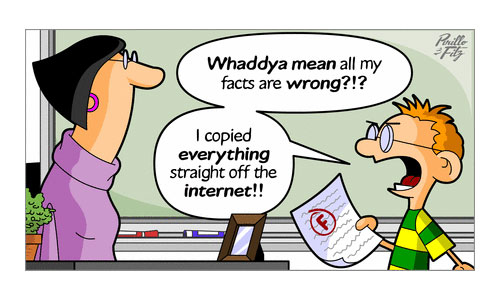 Pirillo
& Fitz
Whaddya mean all my
facts are wrong?!?
I copied
everything
straight off the
internet!!
F